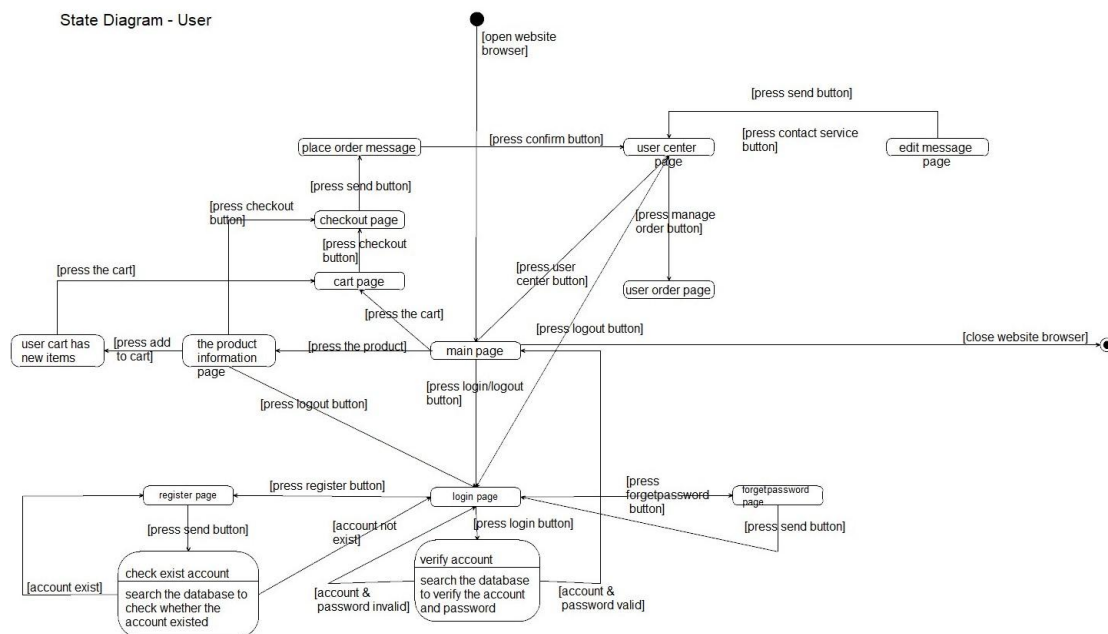 State Diagram - User
[open website
browser]
[press send button]
[press contact service
button]
place order message
[press confirm button]
user center
page
edit message
page
[press send button]
[press checkout
button]
checkout page
[press manage
order button]
[press checkout
button]
[press the cart]
cart page
[press user
center button]
user order page
[press the cart]
[press logout button]
user cart has
new items
[press add
to cart]
the product
information
page
[press the product]
main page
[close website browser]
[press login/logout
button]
[press logout button]
register page
[press register button]
login page
[press
forgetpassword
button]
forgetpassword
page
[press send button]
[account not
exist]
[press login button]
[press send button]
check exist account
search the database to
check whether the
account existed
[account exist]
verify account
search the database
to verify the account
and password
[account &
password invalid]
[account &
password valid]